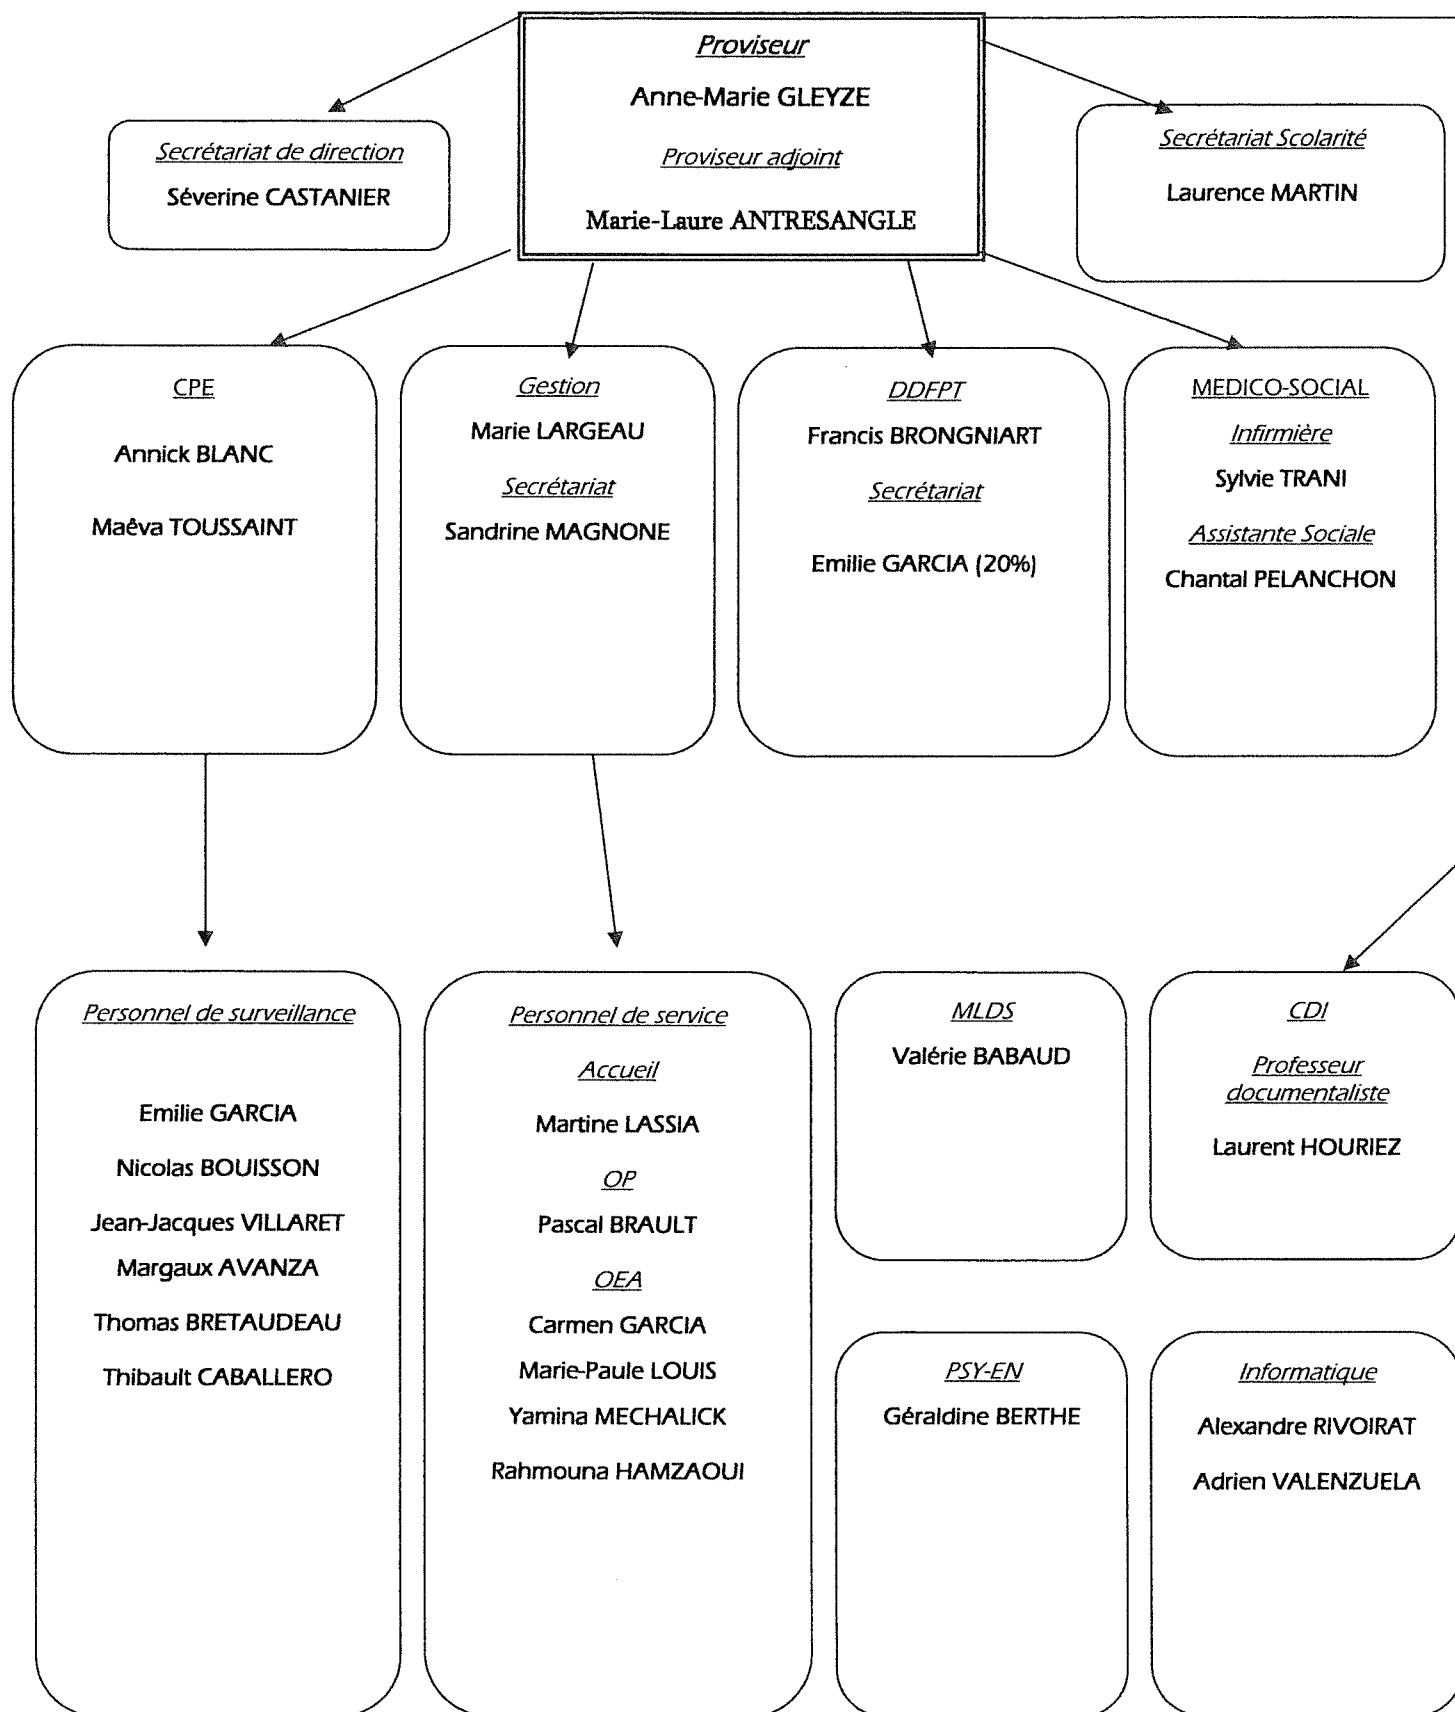 Proviseur
Anne-Marie GLEYZE
Proviseur adjoint
Marie-Laure ANTRESANGLE
Secrétariat de direction
Séverine CASTANIER
Secrétariat Scolarité
Laurence MARTIN
CPE
Annick BLANC
Maêva TOUSSAINT
Gestion
Marie LARGEAU
Secrétariat
Sandrine MAGNONE
DDFPT
Francis BRONGNIART
Secrétariat
Emilie GARCIA (20%)
MEDICO-SOCIAL
Infirmière
Sylvie TRANI
Assistante Sociale
Chantal PELANCHON
Personnel de surveillance
Emilie GARCIA
Nicolas BOUISSON
Jean-Jacques VILLARET
Margaux AVANZA
Thomas BRETAUDEAU
Thibault CABALLERO
Personnel de service
Accueil
Martine LASSIA
OP
Pascal BRAULT
OEA
Carmen GARCIA
Marie-Paule LOUIS
Yamina MECHALICK
Rahmouna HAMZAOUI
MLDS
Valérie BABAUD
CDI
Professeur
documentaliste
Laurent HOURIEZ
PSY-EN
Géraldine BERTHE
Informatique
Alexandre RIVOIRAT
Adrien VALENZUELA